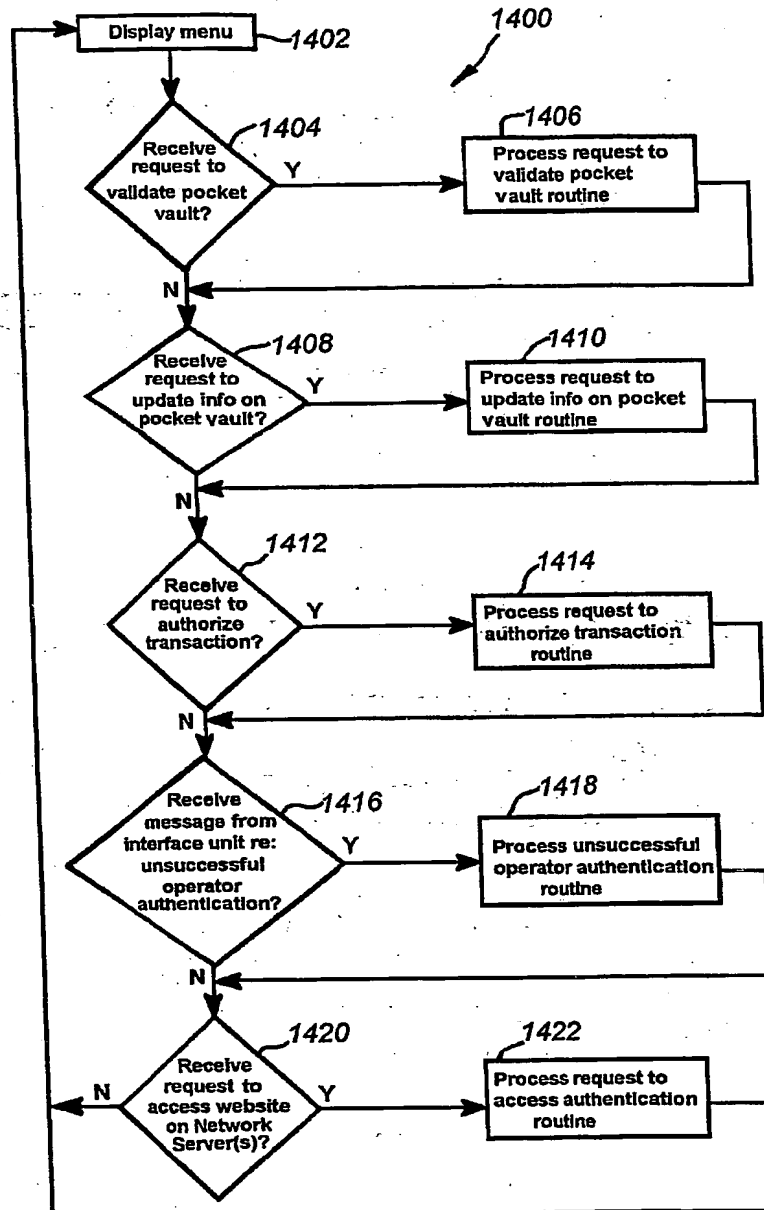 Display menu
1402
1400
1404
Receive
request to
validate pocket
vault?
Y
N
1406
Process request to
validate pocket
vault routine
1408
Receive
request to
update info on
pocket vault?
Y
N
1410
Process request to
update info on pocket
vault routine
1412
Receive
request to
authorize
transaction?
Y
N
1414
Process request to
authorize transaction
routine
1416
Receive
message from
interface unit re:
unsuccessful
operator
authentication?
Y
N
1418
Process unsuccessful
operator authentication
routine
1420
Receive
request to
access website
on Network
Server(s)?
N
Y
1422
Process request to
access authentication
routine